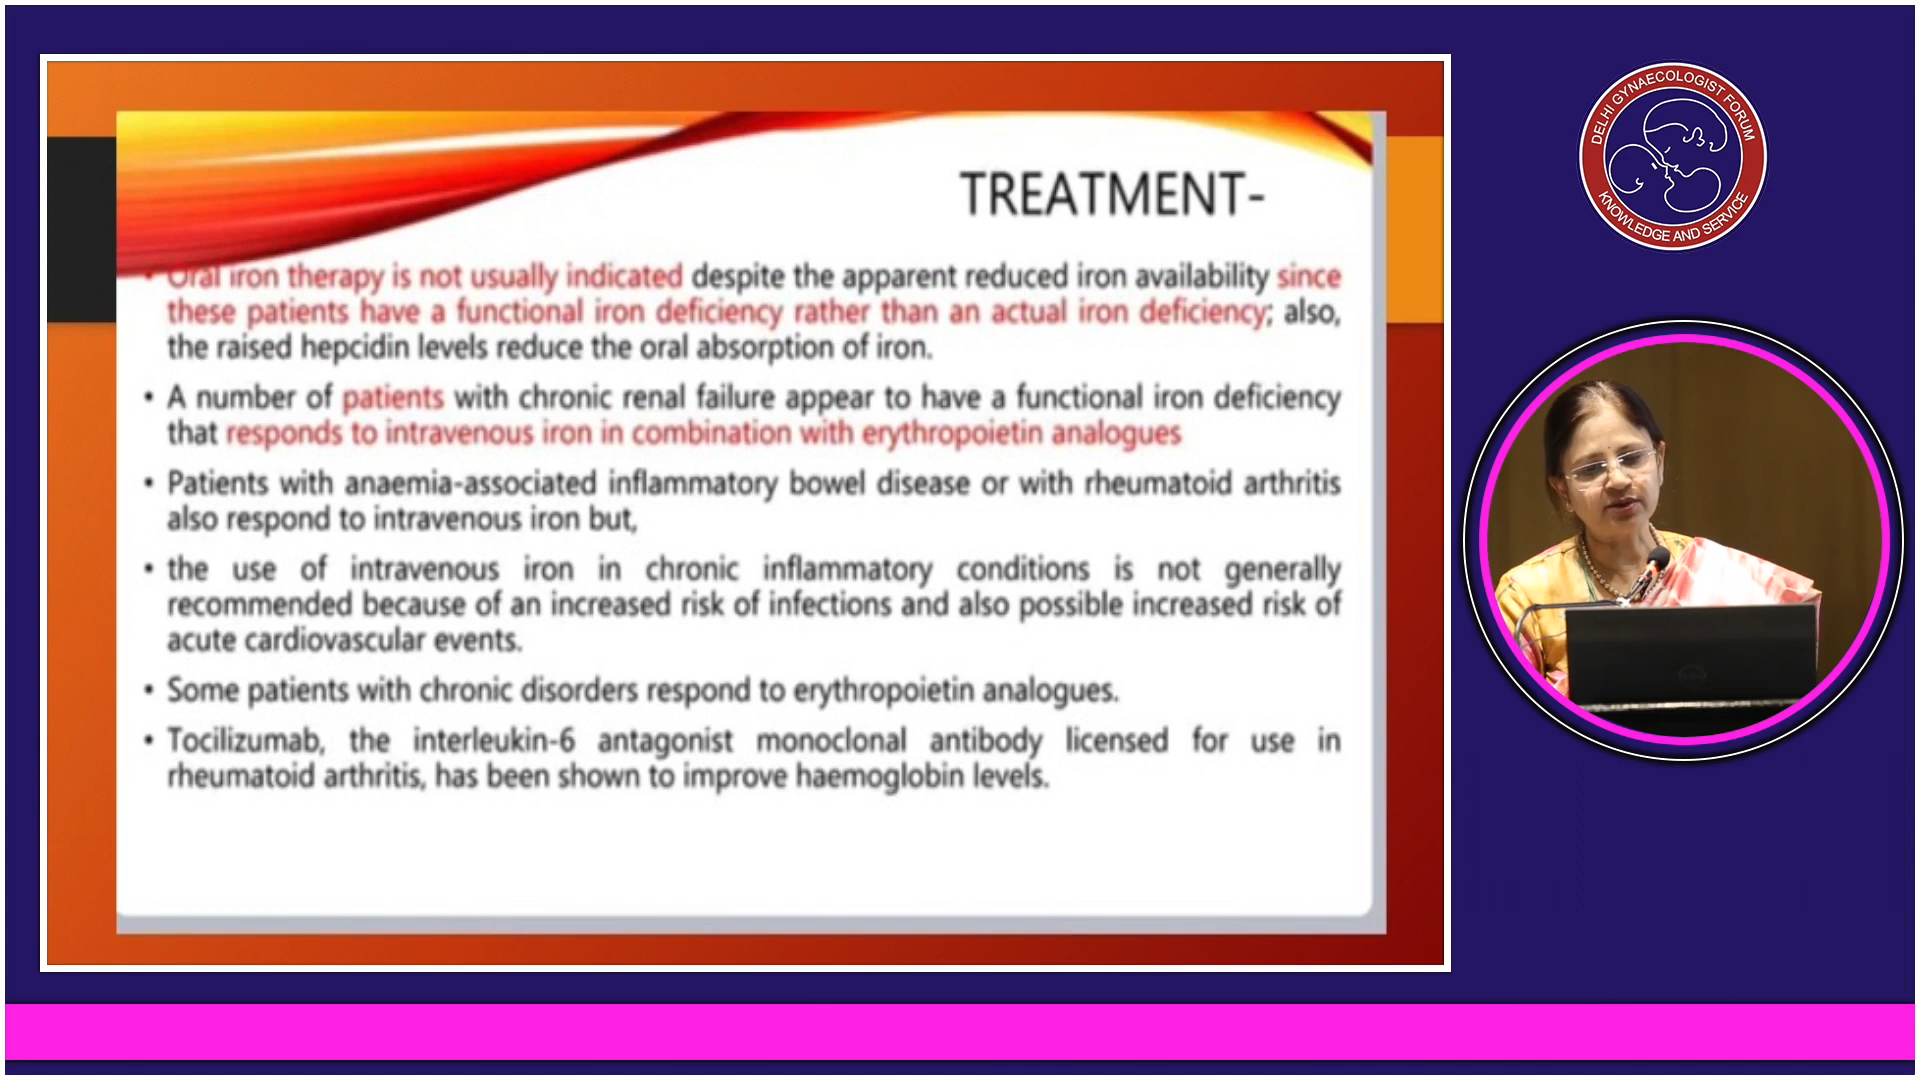 DELHI GYNAECOLOGIST FORUM
KNOWLEDGE AND SERVICE
TREATMENT-
• Oral iron therapy is not usually indicated despite the apparent reduced iron availability since
these patients have a functional iron deficiency rather than an actual iron deficiency; also,
the raised hepcidin levels reduce the oral absorption of iron.
• A number of patients with chronic renal failure appear to have a functional iron deficiency
that responds to intravenous iron in combination with erythropoietin analogues
• Patients with anaemia-associated inflammatory bowel disease or with rheumatoid arthritis
also respond to intravenous iron but,
• the use of intravenous iron in chronic inflammatory conditions is not generally
recommended because of an increased risk of infections and also possible increased risk of
acute cardiovascular events.
• Some patients with chronic disorders respond to erythropoietin analogues.
• Tocilizumab, the interleukin-6 antagonist monoclonal antibody licensed for use in
rheumatoid arthritis, has been shown to improve haemoglobin levels.